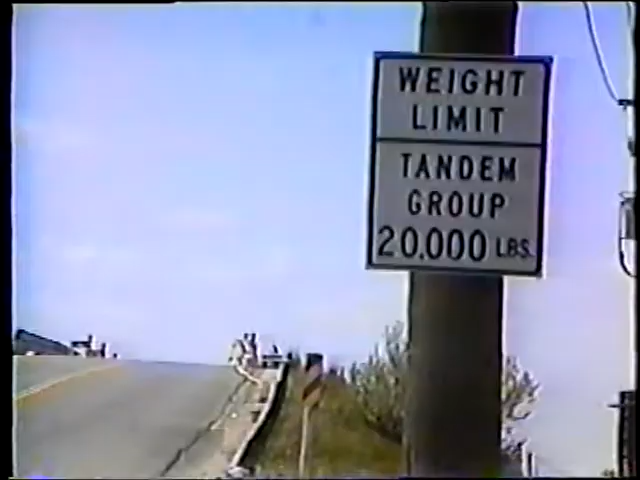 WEIGHT
LIMIT
TANDEM
GROUP
20,000 LBS.